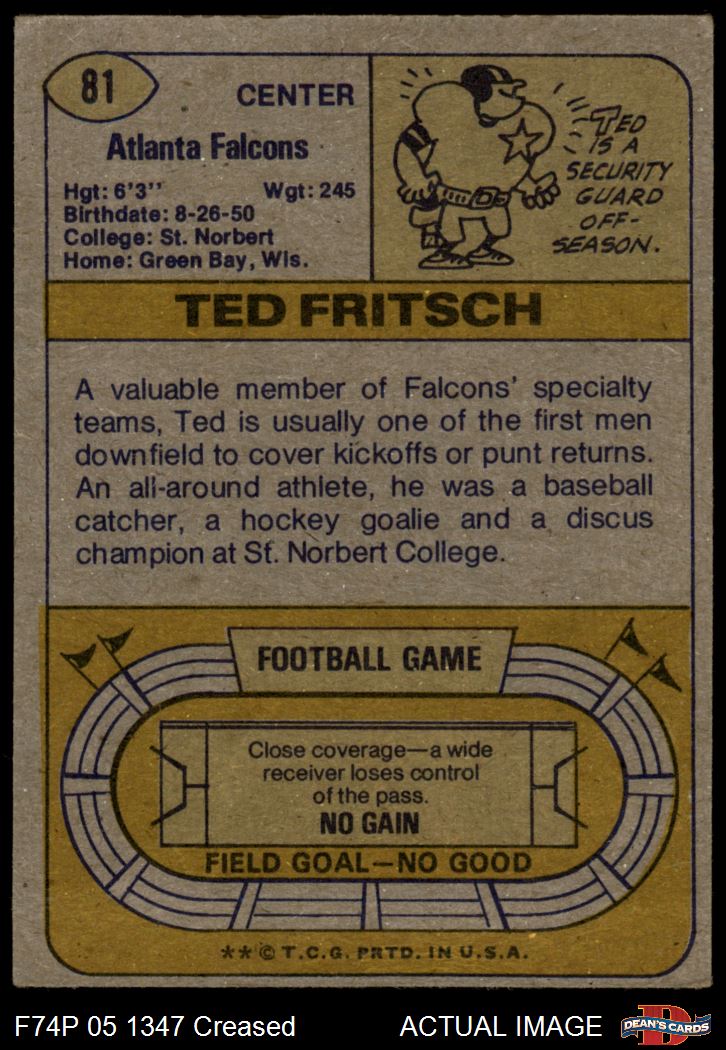 81
CENTER
Atlanta Falcons
Hgt: 6'3'' Wgt: 245
Birthdate: 8-26-50
College: St. Norbert
Home: Green Bay, Wis.
TED
IS A
SECURITY
GUARD
OFF-
SEASON.
TED FRITSCH
A valuable member of Falcons' specialty
teams, Ted is usually one of the first men
downfield to cover kickoffs or punt returns.
An all-around athlete, he was a baseball
catcher, a hockey goalie and a discus
champion at St. Norbert College.
FOOTBALL GAME
Close coverage—a wide
receiver loses control
of the pass.
NO GAIN
FIELD GOAL—NO GOOD
** © T.C.G. PRTD. IN U.S.A.
F74P 05 1347 Creased ACTUAL IMAGE
D
DEAN'S CARDS